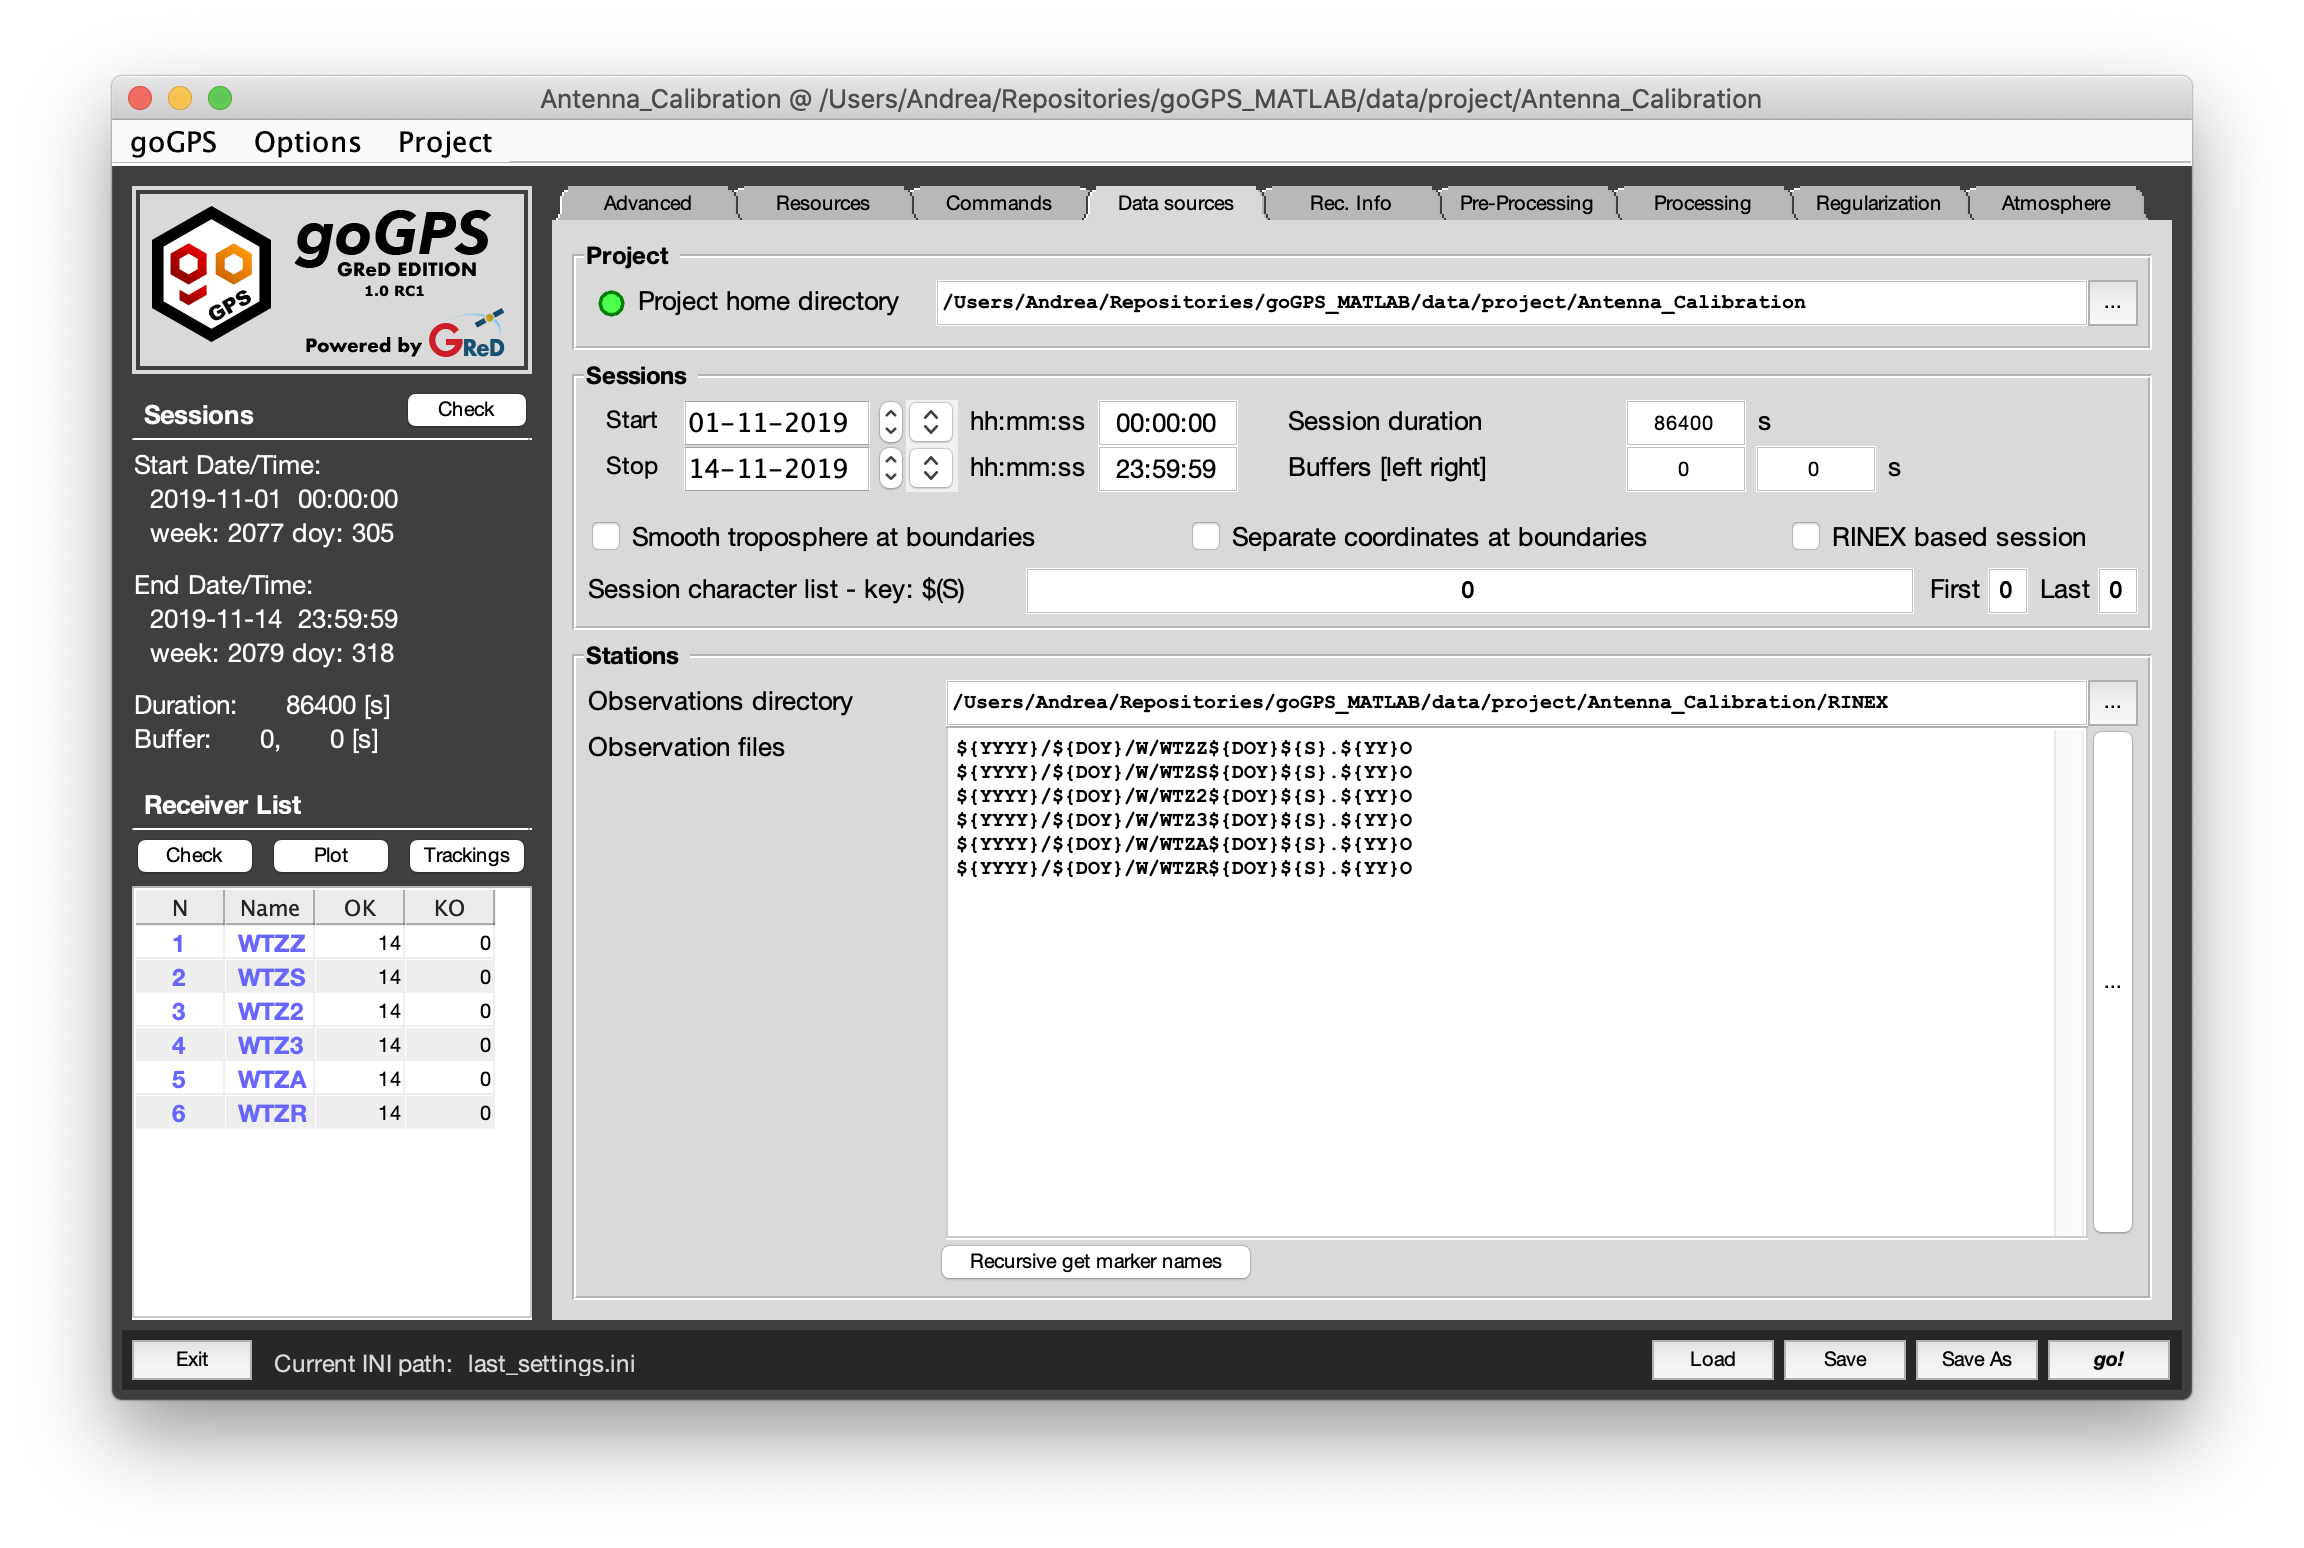 Antenna_Calibration @ /Users/Andrea/Repositories/goGPS_MATLAB/data/project/Antenna_Calibration
goGPS Options Project
go GPS
goGPS
GReD EDITION
1.0 RC1
Powered by GReD
Sessions Check
Start Date/Time:
2019-11-01 00:00:00
week: 2077 doy: 305
End Date/Time:
2019-11-14 23:59:59
week: 2079 doy: 318
Duration: 86400 [s]
Buffer: 0, 0 [s]
Receiver List
Check Plot Trackings
N Name OK KO
1 WTZZ 14 0
2 WTZS 14 0
3 WTZ2 14 0
4 WTZ3 14 0
5 WTZA 14 0
6 WTZR 14 0
Advanced Resources Commands Data sources Rec. Info Pre-Processing Processing Regularization Atmosphere
Project
Project home directory /Users/Andrea/Repositories/goGPS_MATLAB/data/project/Antenna_Calibration ...
Sessions
Start 01-11-2019 hh:mm:ss 00:00:00 Session duration 86400 s
Stop 14-11-2019 hh:mm:ss 23:59:59 Buffers [left right] 0 0 s
Smooth troposphere at boundaries Separate coordinates at boundaries RINEX based session
Session character list - key: $(S) 0 First 0 Last 0
Stations
Observations directory /Users/Andrea/Repositories/goGPS_MATLAB/data/project/Antenna_Calibration/RINEX ...
Observation files
${YYYY}/${DOY}/W/WTZZ${DOY}${S}.${YY}O
${YYYY}/${DOY}/W/WTZS${DOY}${S}.${YY}O
${YYYY}/${DOY}/W/WTZ2${DOY}${S}.${YY}O
${YYYY}/${DOY}/W/WTZ3${DOY}${S}.${YY}O
${YYYY}/${DOY}/W/WTZA${DOY}${S}.${YY}O
${YYYY}/${DOY}/W/WTZR${DOY}${S}.${YY}O
...
Recursive get marker names
Exit Current INI path: last_settings.ini Load Save Save As go!